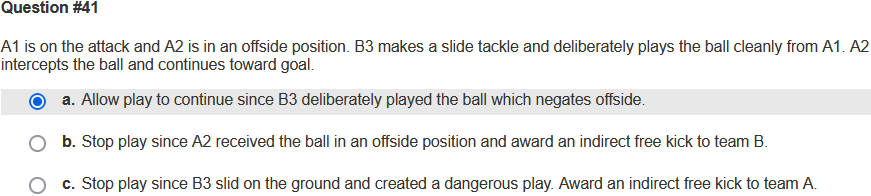 Question #41
A1 is on the attack and A2 is in an offside position. B3 makes a slide tackle and deliberately plays the ball cleanly from A1. A2
intercepts the ball and continues toward goal.
a. Allow play to continue since B3 deliberately played the ball which negates offside.
b. Stop play since A2 received the ball in an offside position and award an indirect free kick to team B.
c. Stop play since B3 slid on the ground and created a dangerous play. Award an indirect free kick to team A.